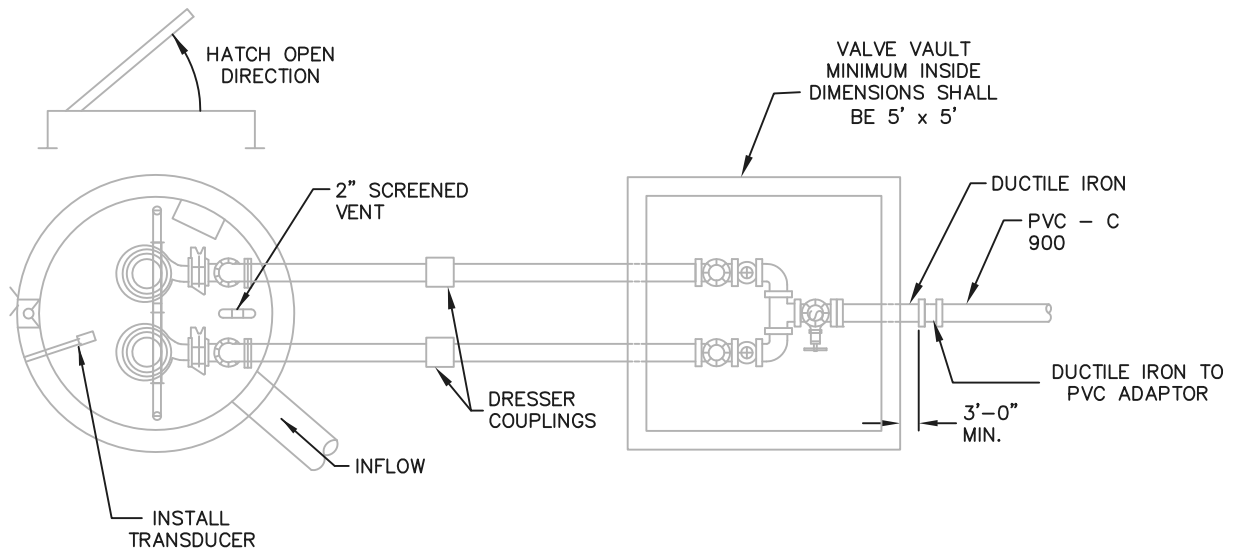 HATCH OPEN
DIRECTION
VALVE VAULT
MINIMUM INSIDE
DIMENSIONS SHALL
BE 5' x 5'
2" SCREENED
VENT
DUCTILE IRON
PVC – C
900
DUCTILE IRON TO
PVC ADAPTOR
DRESSER
COUPLINGS
3'-0"
MIN.
INFLOW
INSTALL
TRANSDUCER